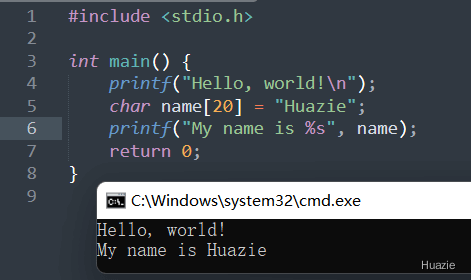 1 #include <stdio.h>
2
3 int main() {
4     printf("Hello, world!\n");
5     char name[20] = "Huazie";
6     printf("My name is %s", name);
7     return 0;
8 }
9
C:\Windows\system32\cmd.exe
Hello, world!
My name is Huazie
Huazie